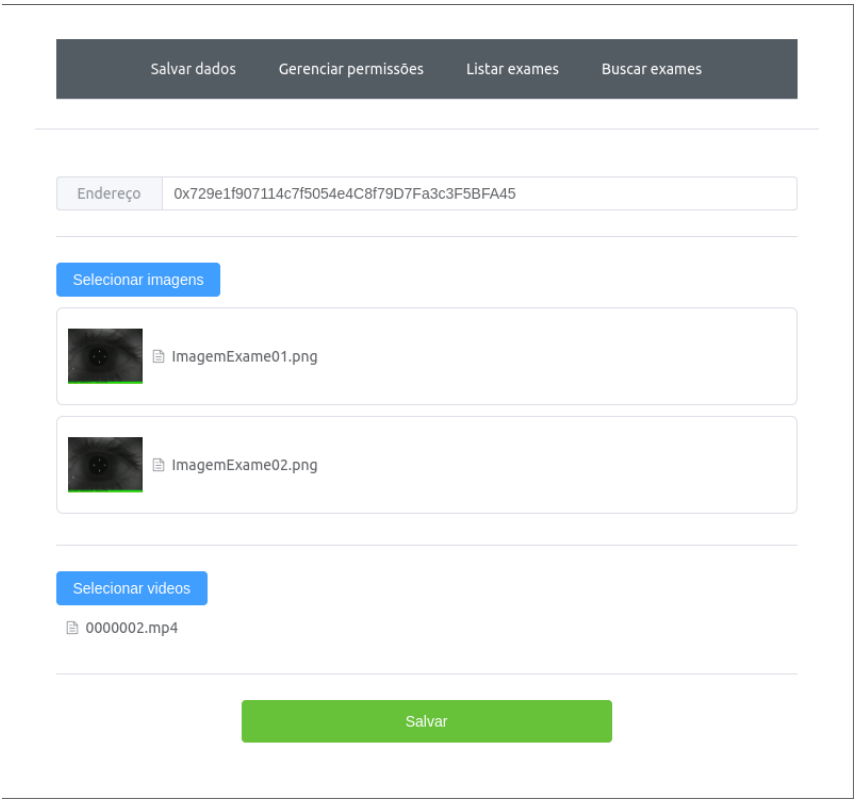 Salvar dados Gerenciar permissões Listar exames Buscar exames
Endereço 0x729e1f907114c7f5054e4C8f79D7Fa3c3F5BFA45
Selecionar imagens
ImagemExame01.png
ImagemExame02.png
Selecionar videos
0000002.mp4
Salvar